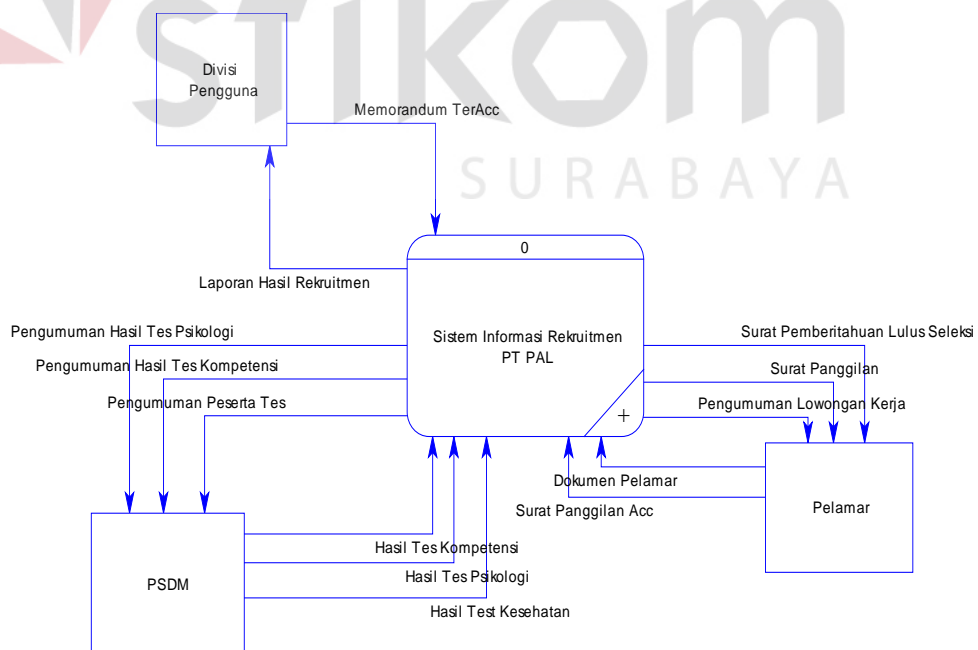 STIKOM
SURABAYA
Divisi
Pengguna
Memorandum TerAcc
0
Laporan Hasil Rekruitmen
Sistem Informasi Rekruitmen
PT PAL
+
Pengumuman Hasil Tes Psikologi
Pengumuman Hasil Tes Kompetensi
Pengumuman Peserta Tes
Surat Pemberitahuan Lulus Seleksi
Surat Panggilan
Pengumuman Lowongan Kerja
Dokumen Pelamar
Surat Panggilan Acc
Pelamar
Hasil Tes Kompetensi
Hasil Tes Psikologi
Hasil Test Kesehatan
PSDM